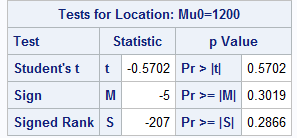 Tests for Location: Mu0=1200
Test Statistic p Value
Student's t t -0.5702 Pr > |t| 0.5702
Sign M -5 Pr >= |M| 0.3019
Signed Rank S -207 Pr >= |S| 0.2866